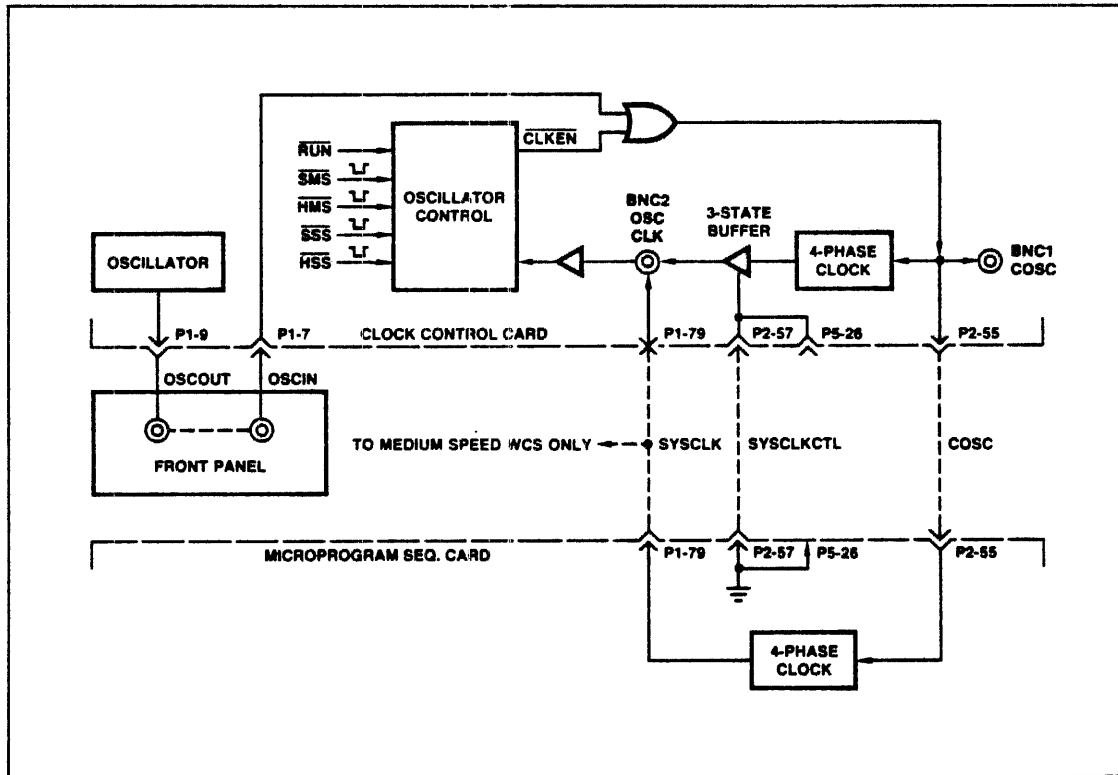 RUN
SMS
HMS
SSS
HSS
OSCILLATOR
CONTROL
CLKEN
BNC2
OSC
CLK
3-STATE
BUFFER
4-PHASE
CLOCK
BNC1
COSC
OSCILLATOR
P1-9
P1-7
CLOCK CONTROL CARD
P1-79
P2-57
P5-26
P2-55
OSCOUT
OSCIN
FRONT PANEL
TO MEDIUM SPEED WCS ONLY
SYSCLK
SYSCLKCTL
COSC
MICROPROGRAM SEQ. CARD
P1-79
P2-57
P5-26
P2-55
4-PHASE
CLOCK